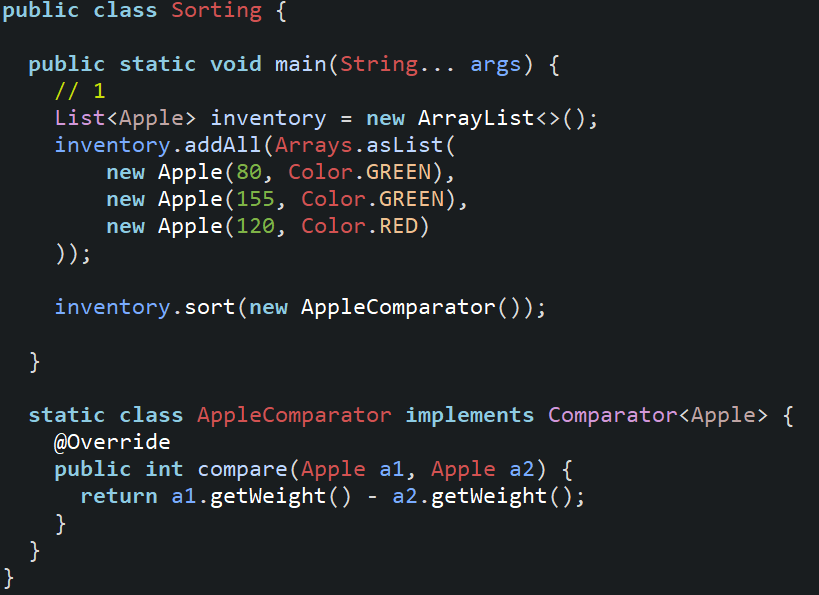 public class Sorting {
  public static void main(String... args) {
    // 1
    List<Apple> inventory = new ArrayList<>();
    inventory.addAll(Arrays.asList(
        new Apple(80, Color.GREEN),
        new Apple(155, Color.GREEN),
        new Apple(120, Color.RED)
    ));
    inventory.sort(new AppleComparator());
  }
  static class AppleComparator implements Comparator<Apple> {
    @Override
    public int compare(Apple a1, Apple a2) {
      return a1.getWeight() - a2.getWeight();
    }
  }
}